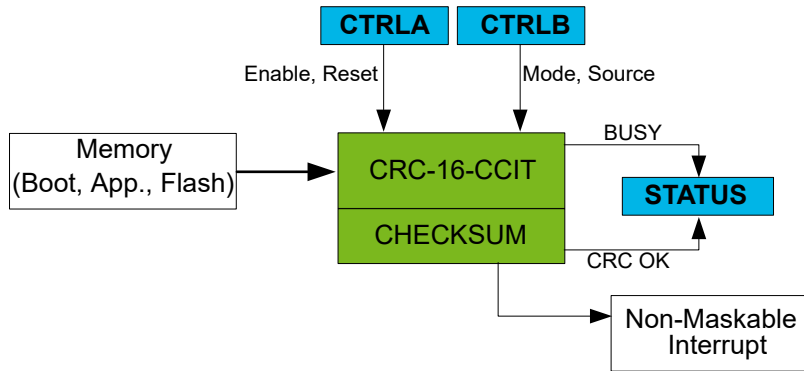 CTRLA
CTRLB
Enable, Reset
Mode, Source
Memory
(Boot, App., Flash)
CRC-16-CCIT
BUSY
STATUS
CHECKSUM
CRC OK
Non-Maskable
Interrupt